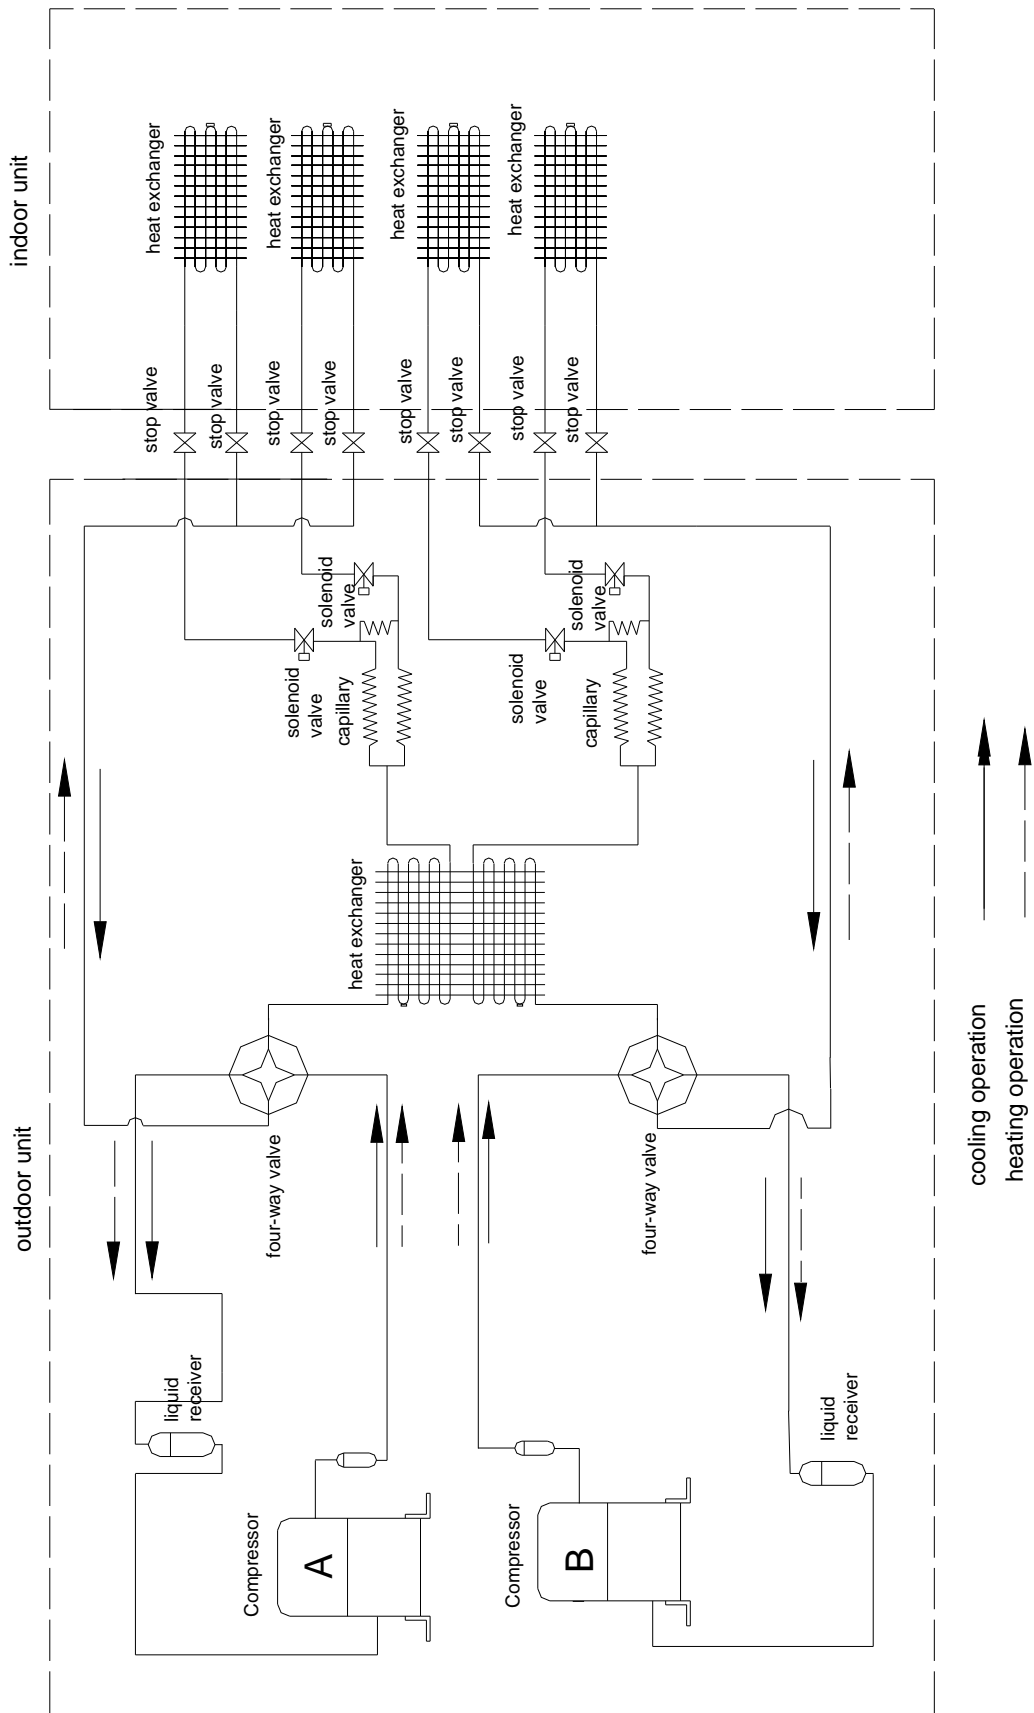 indoor unit
heat exchanger
heat exchanger
heat exchanger
heat exchanger
stop valve
stop valve
stop valve
stop valve
stop valve
stop valve
stop valve
stop valve
solenoid
valve
solenoid
valve
solenoid
valve
capillary
solenoid
valve
capillary
heat exchanger
outdoor unit
four-way valve
four-way valve
liquid
receiver
liquid
receiver
Compressor
A
Compressor
B
cooling operation
heating operation